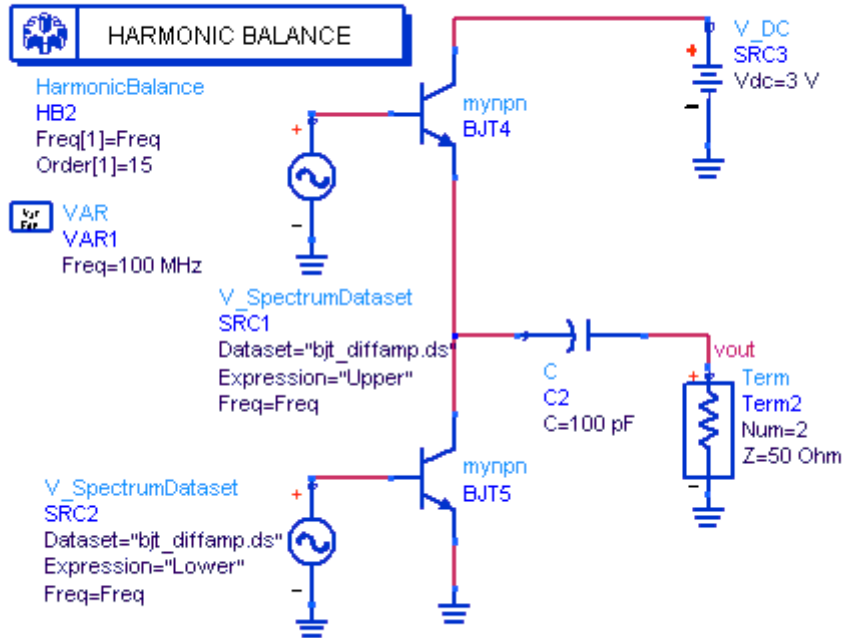 HARMONIC BALANCE
HarmonicBalance
HB2
Freq[1]=Freq
Order[1]=15
Var
Eqn
VAR
VAR1
Freq=100 MHz
mynpn
BJT4
V_DC
SRC3
Vdc=3 V
V_SpectrumDataset
SRC1
Dataset="bjt_diffamp.ds"
Expression="Upper"
Freq=Freq
C
C2
C=100 pF
vout
Term
Term2
Num=2
Z=50 Ohm
mynpn
BJT5
V_SpectrumDataset
SRC2
Dataset="bjt_diffamp.ds"
Expression="Lower"
Freq=Freq